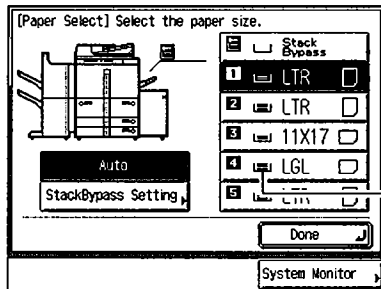 [Paper Select] Select the paper size.
Stack
Bypass
1 LTR
2 LTR
3 11X17
4 LGL
5 LTR
Auto
StackBypass Setting
Done
System Monitor